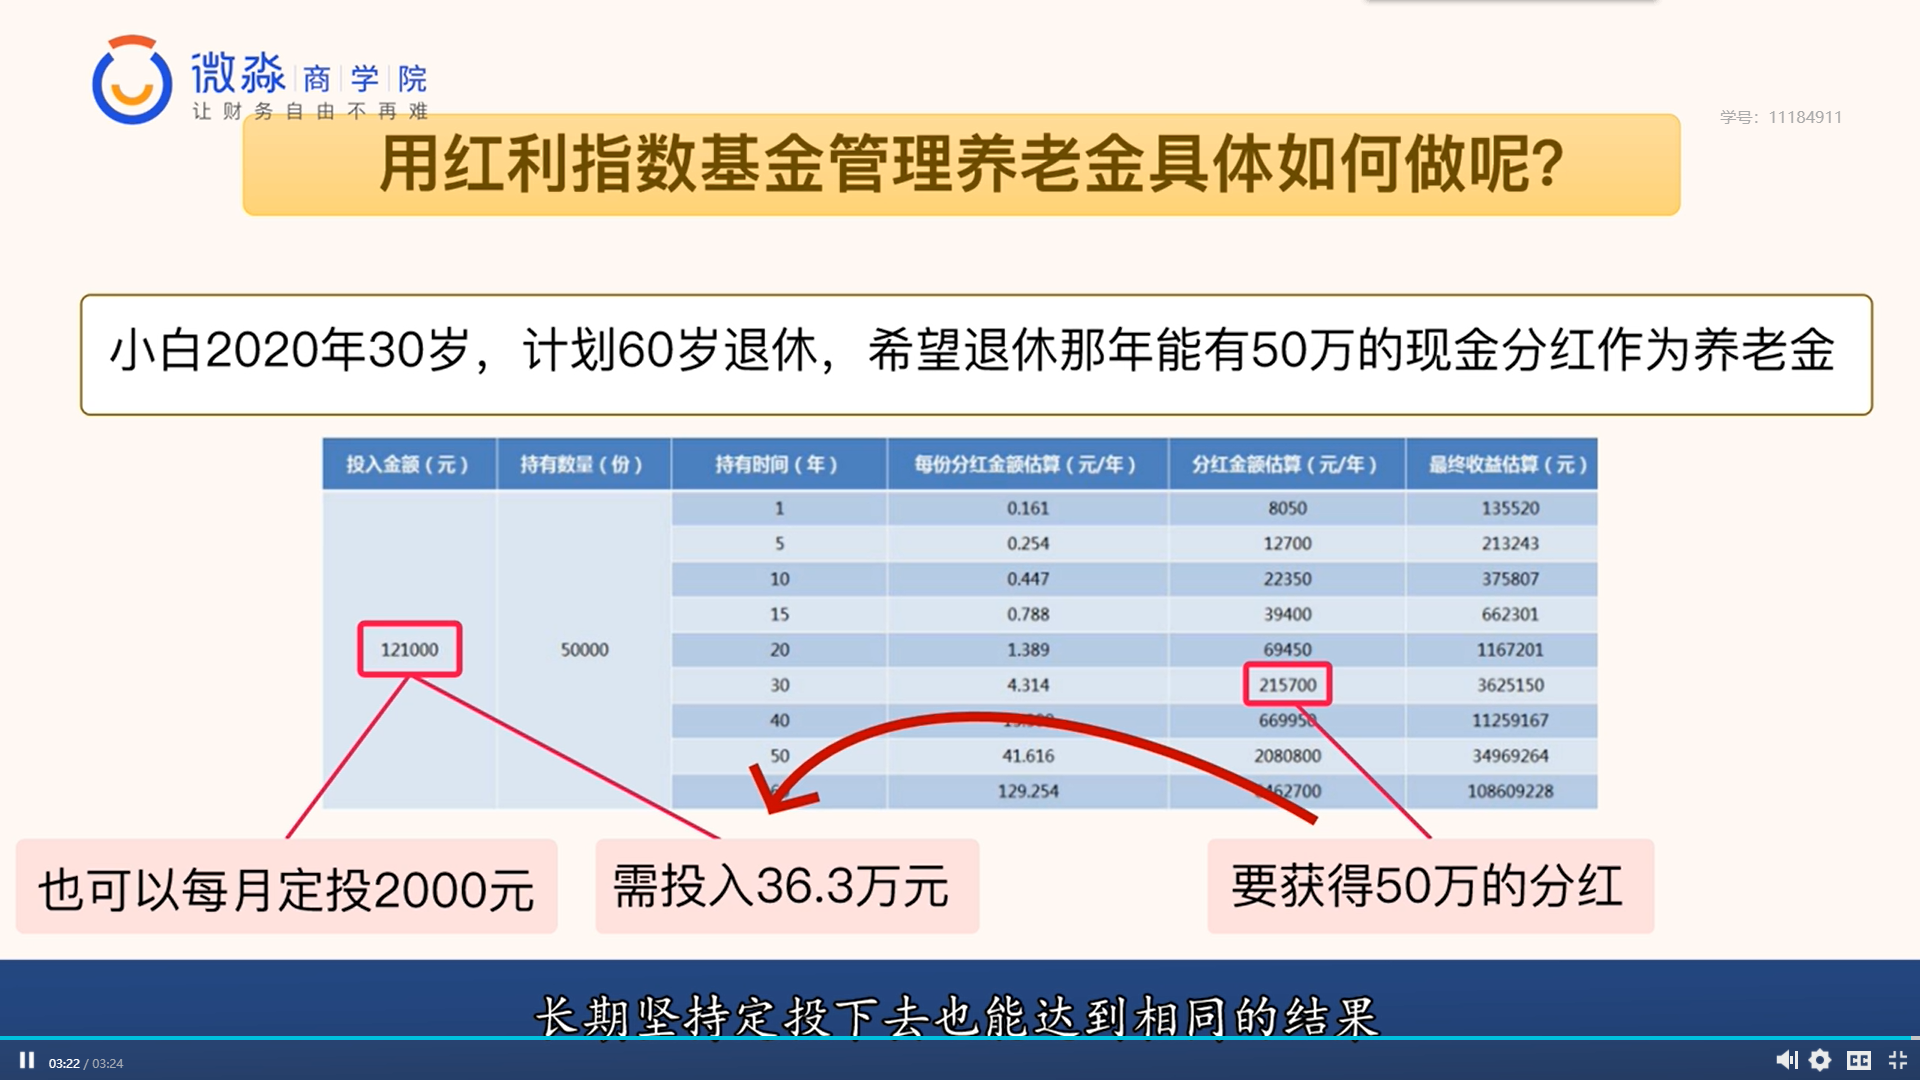 微淼 商 学 院
让财务自由不再难
学号：11184911
用红利指数基金管理养老金具体如何做呢?
小白2020年30岁，计划60岁退休，希望退休那年能有50万的现金分红作为养老金
投入金额（元） 持有数量（份） 持有时间（年） 每份分红金额估算（元/年） 分红金额估算（元/年） 最终收益估算（元）
1 0.161 8050 135520
5 0.254 12700 213243
10 0.447 22350 375807
15 0.788 39400 662301
121000 50000 20 1.389 69450 1167201
30 4.314 215700 3625150
40 669950 11259167
50 41.616 2080800 34969264
129.254 108609228
也可以每月定投2000元
需投入36.3万元
要获得50万的分红
长期坚持定投下去也能达到相同的结果
03:22 / 03:24
CC